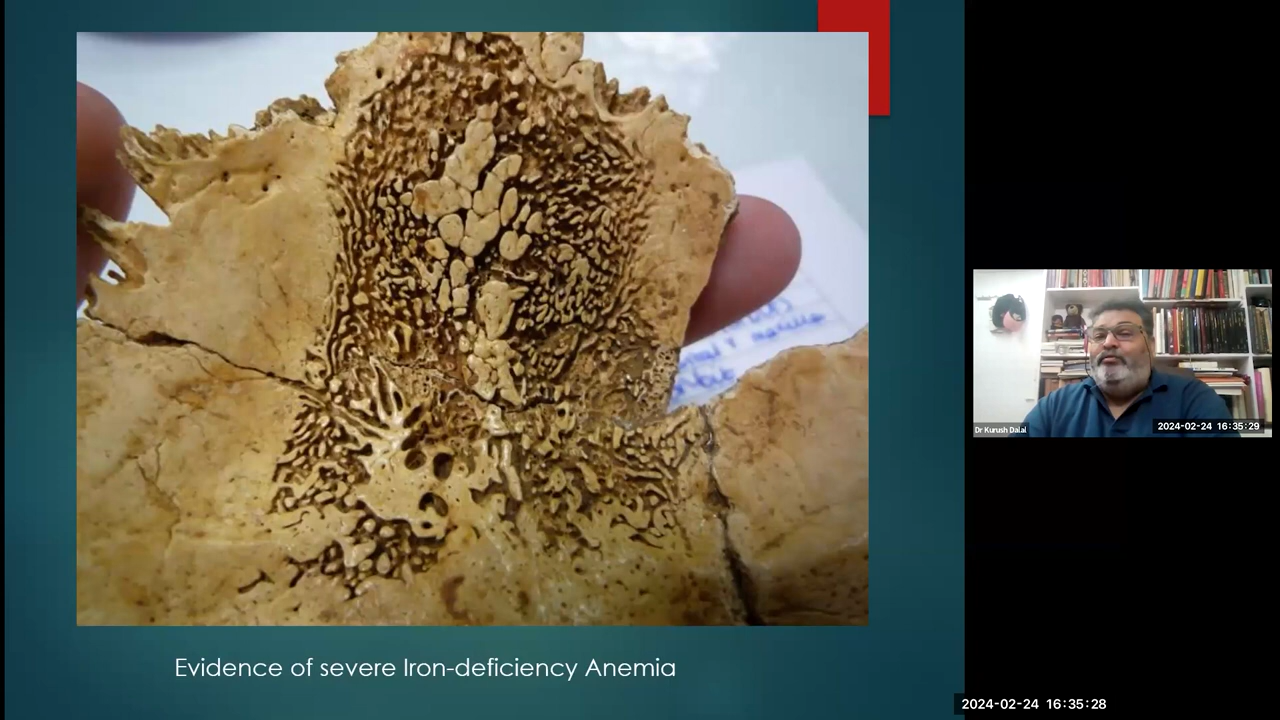 Evidence of severe Iron-deficiency Anemia
Dr Kurush Dalal
2024-02-24 16:35:29
2024-02-24 16:35:28